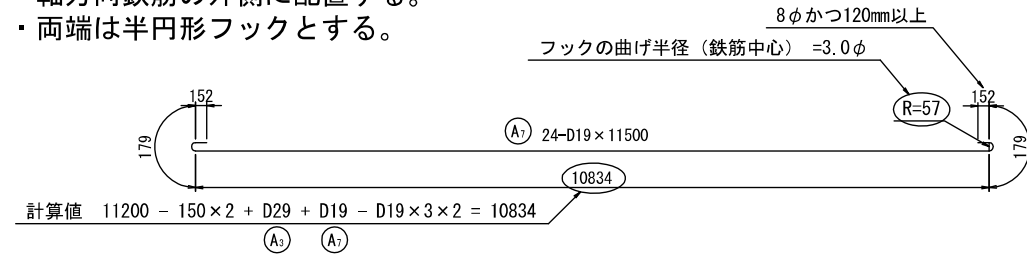 ・両端は半円形フックとする。
8φかつ120mm以上
フックの曲げ半径（鉄筋中心） =3.0φ
152
152
R=57
179
A7 24-D19×11500
179
10834
計算値 11200 - 150×2 + D29 + D19 - D19×3×2 = 10834
A3 A7